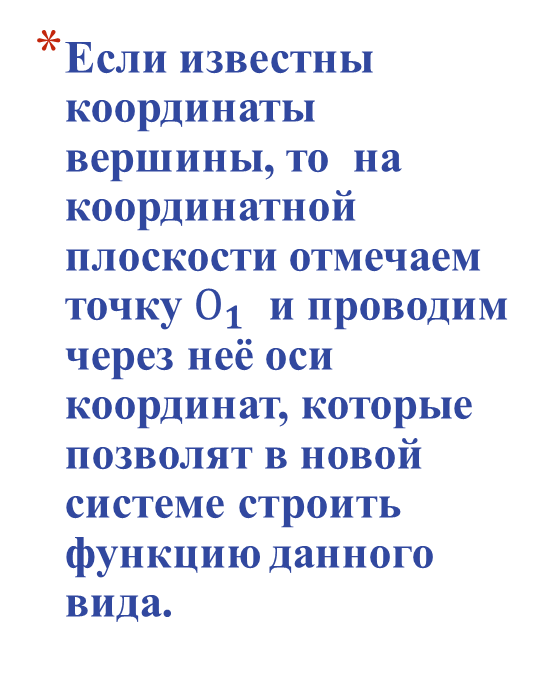 * Если известны
координаты
вершины, то на
координатной
плоскости отмечаем
точку O₁ и проводим
через неё оси
координат, которые
позволят в новой
системе строить
функцию данного
вида.